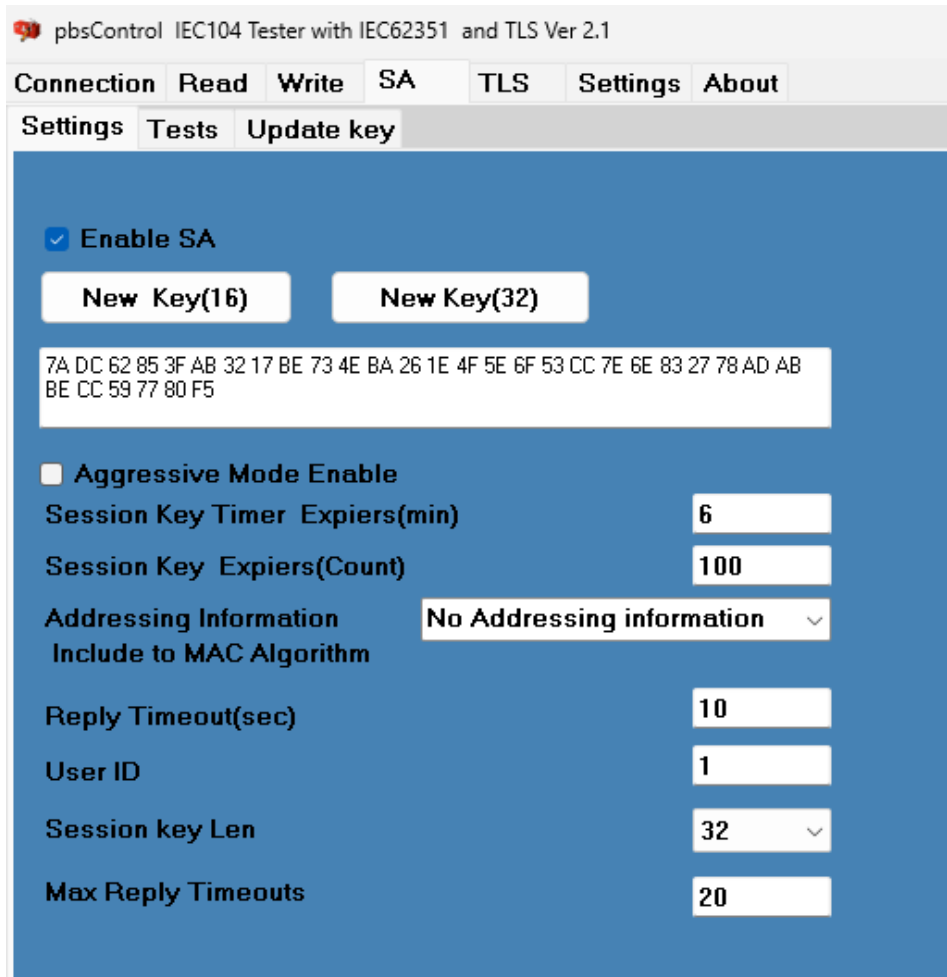 pbsControl IEC104 Tester with IEC62351 and TLS Ver 2.1
Connection Read Write SA TLS Settings About
Settings Tests Update key
Enable SA
New Key(16) New Key(32)
7A DC 62 85 3F AB 32 17 BE 73 4E BA 26 1E 4F 5E 6F 53 CC 7E 6E 83 27 78 AD AB
BE CC 59 77 80 F5
Aggressive Mode Enable
Session Key Timer Expiers(min) 6
Session Key Expiers(Count) 100
Addressing Information No Addressing information
Include to MAC Algorithm
Reply Timeout(sec) 10
User ID 1
Session key Len 32
Max Reply Timeouts 20